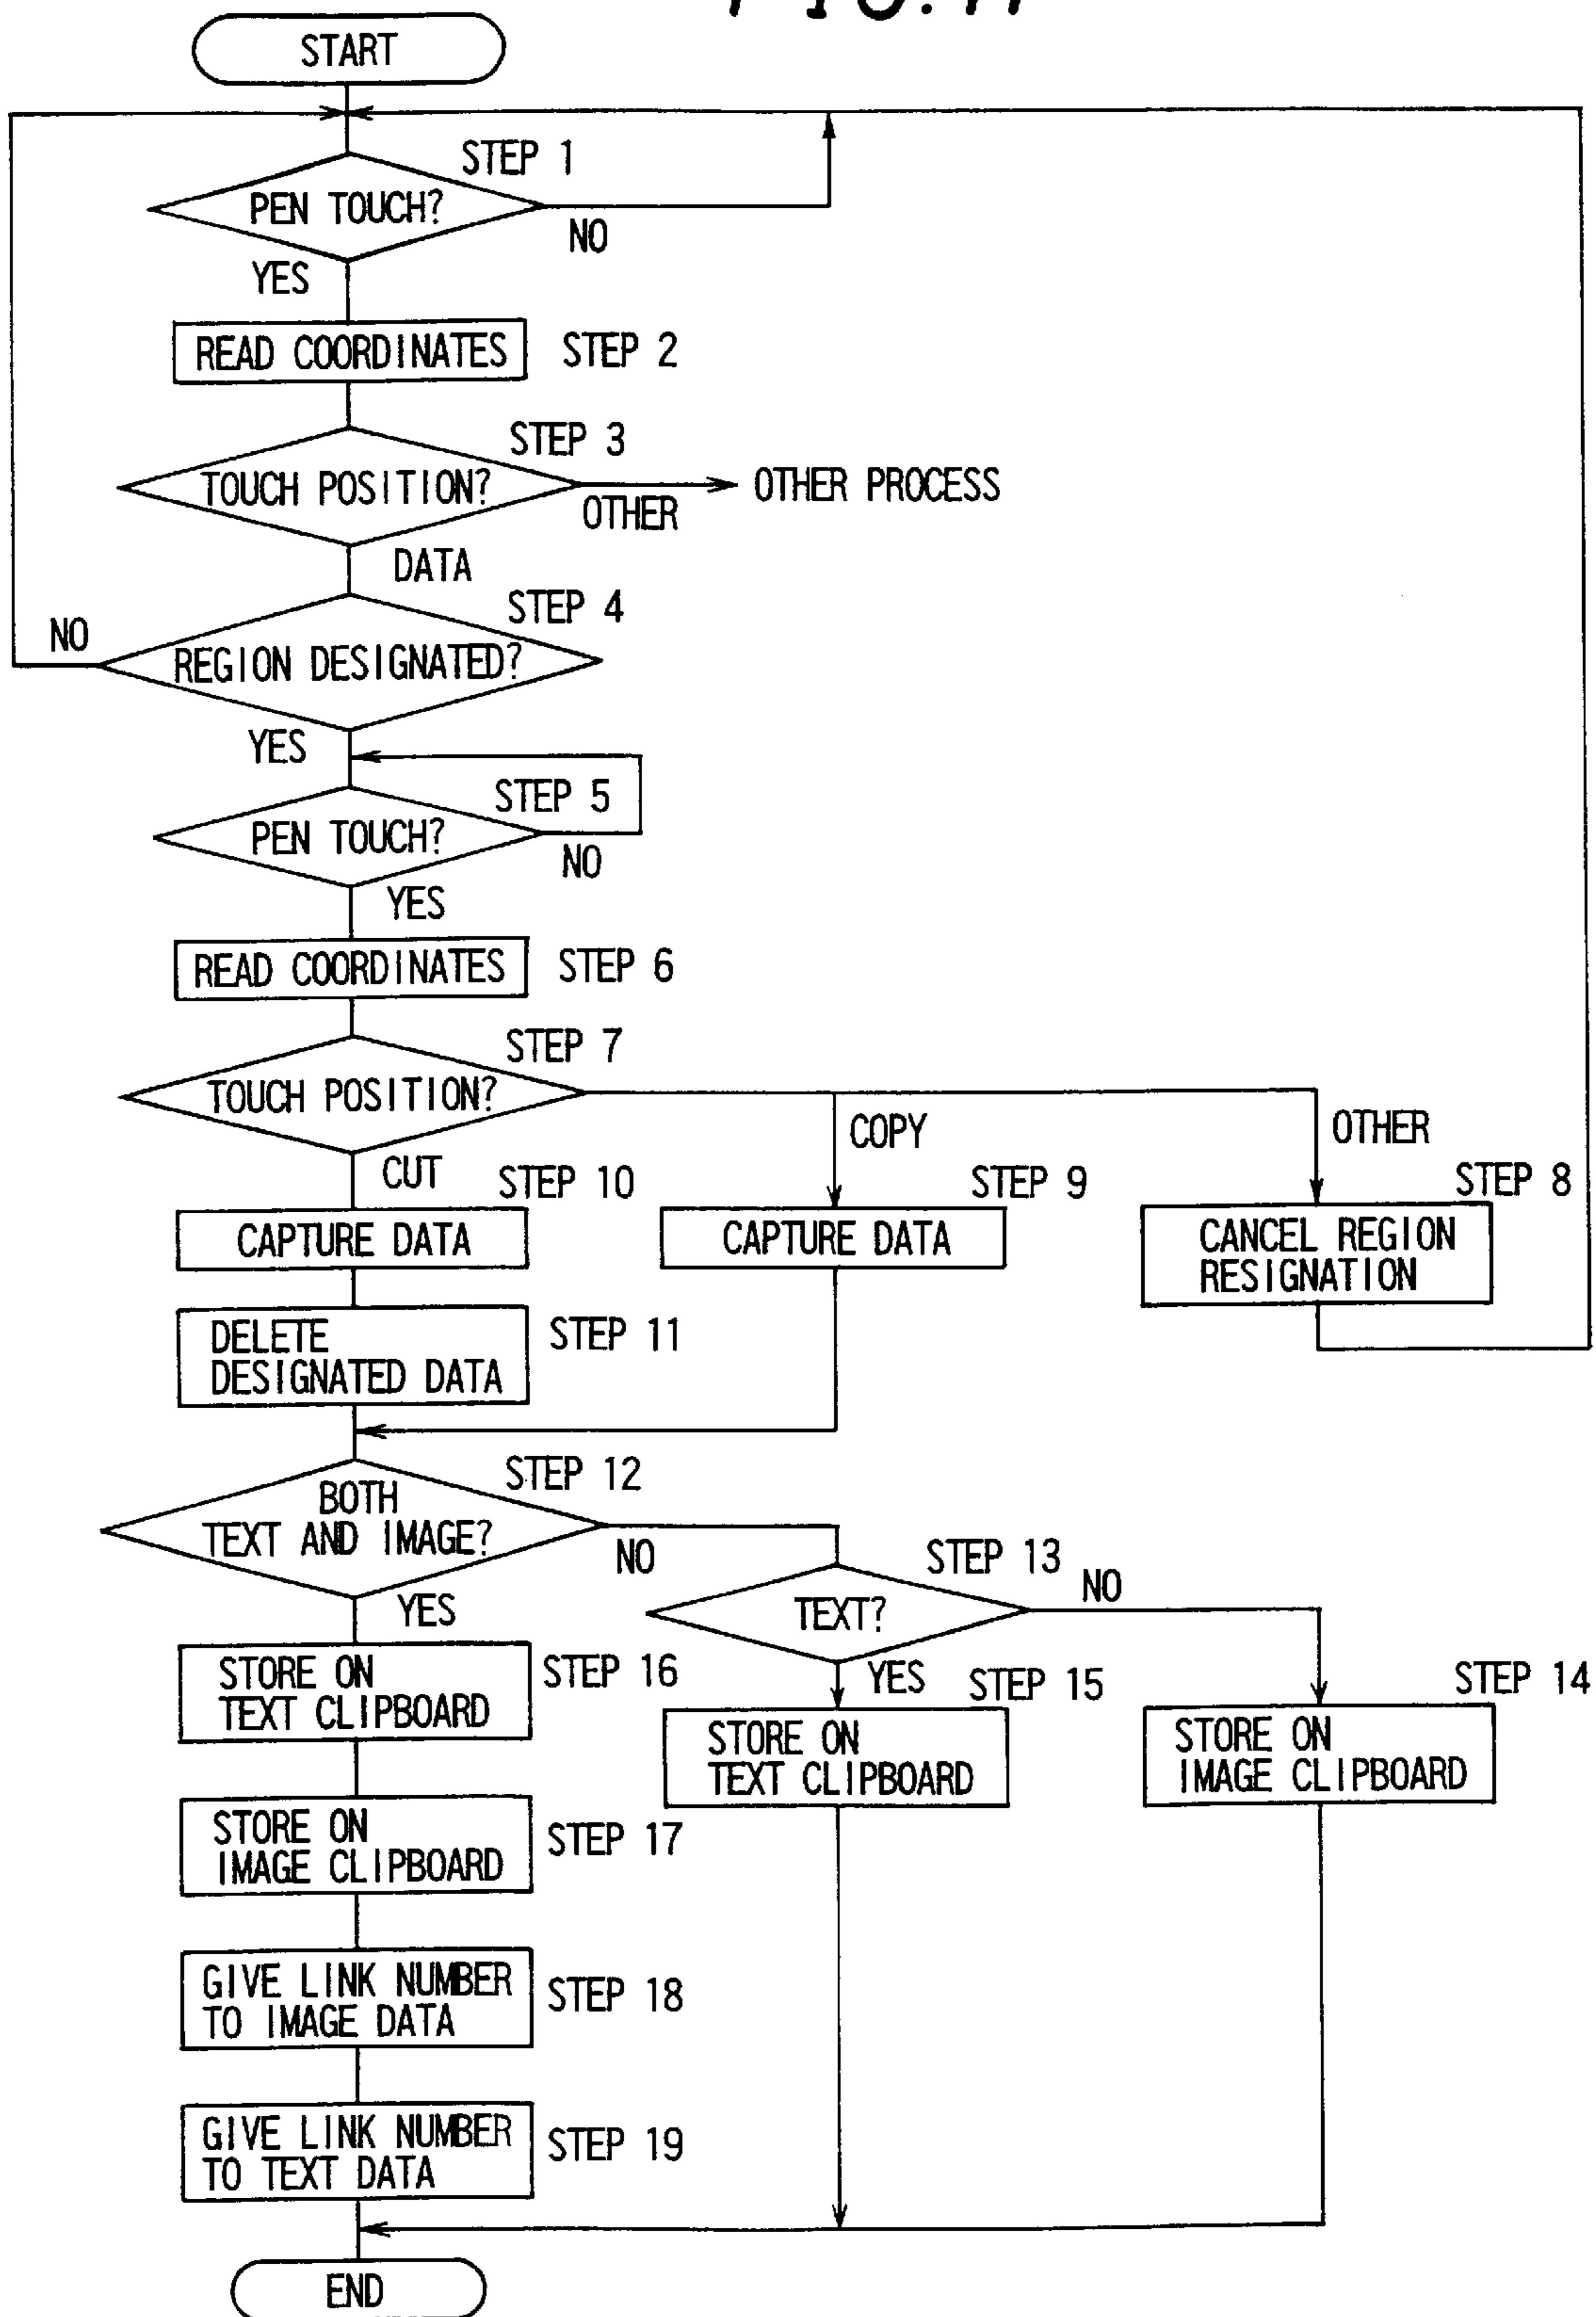 START
STEP 1
PEN TOUCH?
NO
YES
READ COORDINATES
STEP 2
STEP 3
TOUCH POSITION?
OTHER PROCESS
OTHER
DATA
STEP 4
NO
REGION DESIGNATED?
YES
STEP 5
PEN TOUCH?
NO
YES
READ COORDINATES
STEP 6
STEP 7
TOUCH POSITION?
COPY
OTHER
CUT
STEP 10
STEP 9
STEP 8
CAPTURE DATA
CAPTURE DATA
CANCEL REGION
RESIGNATION
DELETE
DESIGNATED DATA
STEP 11
STEP 12
BOTH
TEXT AND IMAGE?
NO
STEP 13
NO
TEXT?
YES
STORE ON
TEXT CLIPBOARD
STEP 16
YES
STEP 15
STEP 14
STORE ON
TEXT CLIPBOARD
STORE ON
IMAGE CLIPBOARD
STORE ON
IMAGE CLIPBOARD
STEP 17
GIVE LINK NUMBER
TO IMAGE DATA
STEP 18
GIVE LINK NUMBER
TO TEXT DATA
STEP 19
END